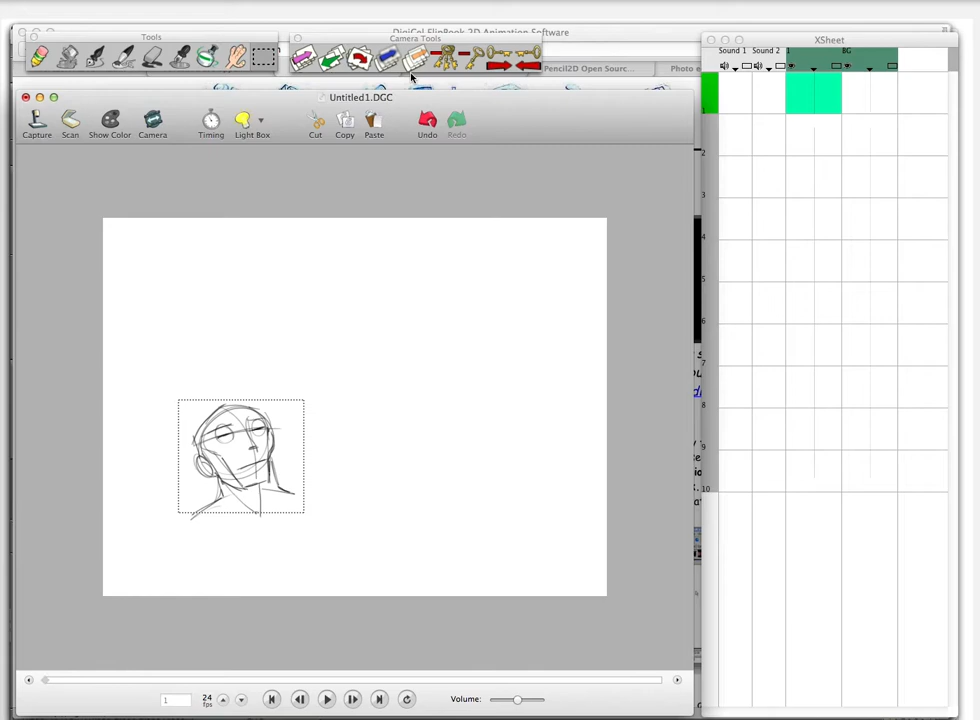 DigiCel FlipBook 2D Animation Software
Tools
Camera Tools
XSheet
Sound 1 Sound 2 1 BG
Pencil2D Open Sourc...
Photo e
Untitled1.DGC
Capture Scan Show Color Camera Timing Light Box Cut Copy Paste Undo Redo
1
2
3
4
5
6
7
8
9
10
1 24 fps Volume: